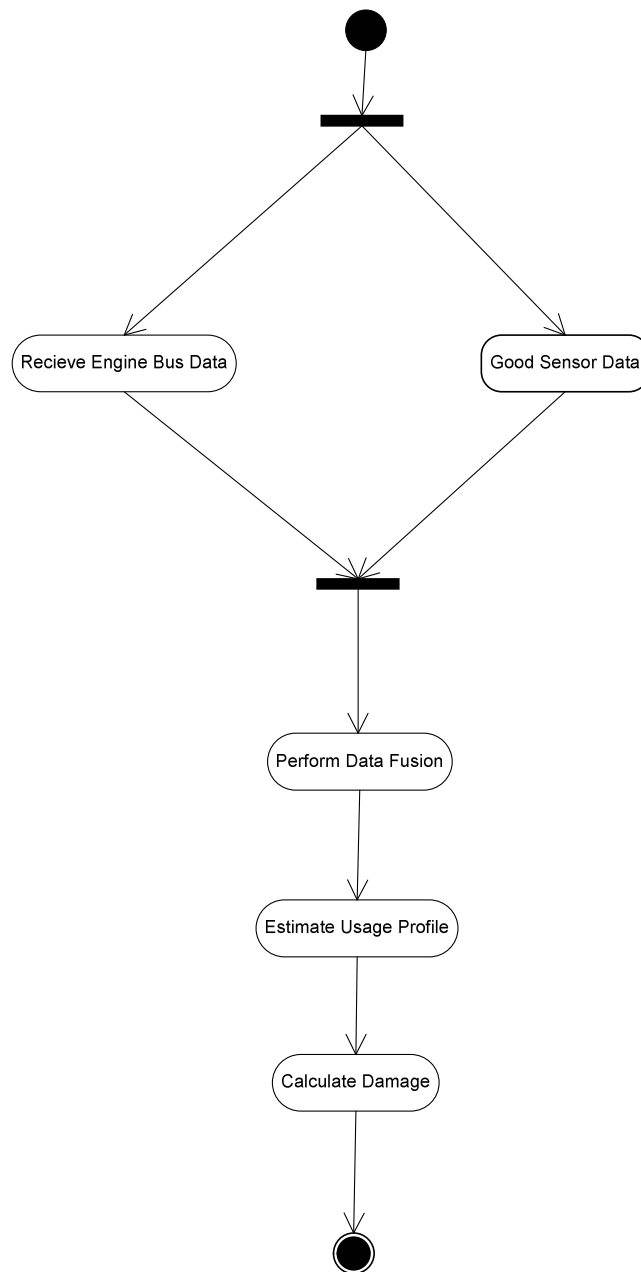 Recieve Engine Bus Data
Good Sensor Data
Perform Data Fusion
Estimate Usage Profile
Calculate Damage